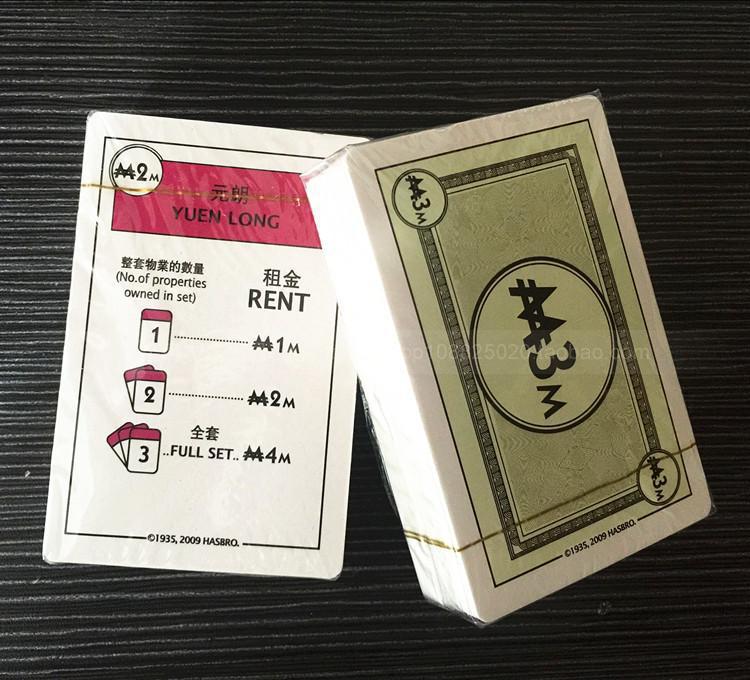 ₩2M
元朗
YUEN LONG
整套物業的數量
(No.of properties
owned in set)
租金
RENT
1 ₩1M
2 ₩2M
全套
3 ..FULL SET.. ₩4M
©1935, 2009 HASBRO.
₩3M
₩3M
₩3M
©1935, 2009 HASBRO.